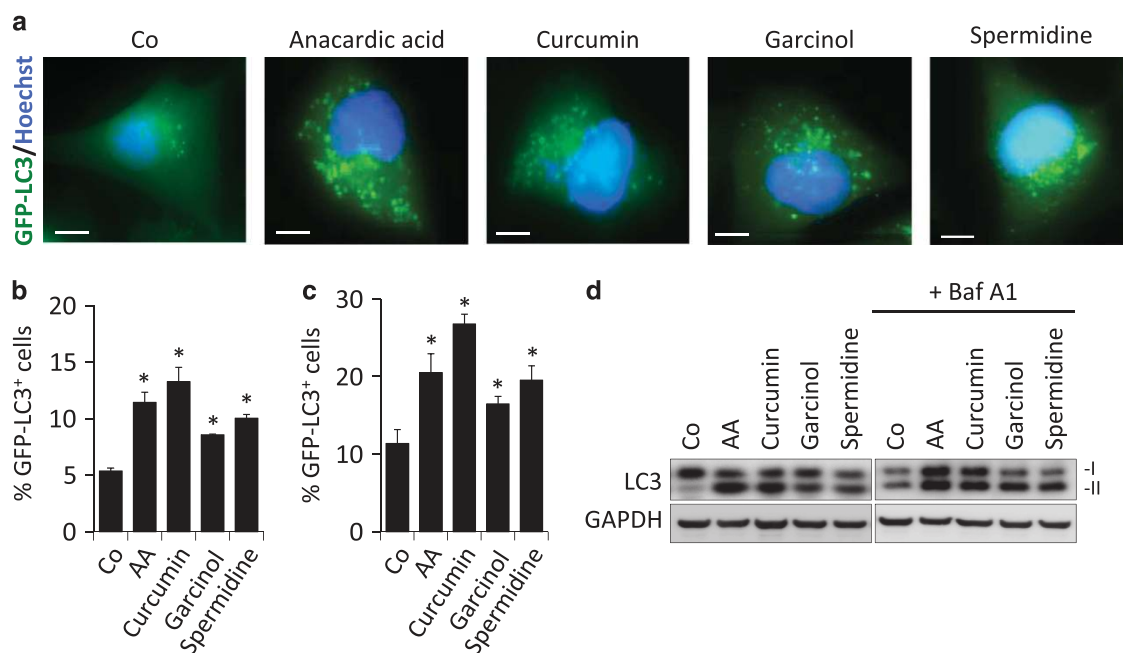 a
Co
Anacardic acid
Curcumin
Garcinol
Spermidine
GFP-LC3/Hoechst
b
% GFP-LC3+ cells
20
15
10
5
0
*
*
*
*
Co
AA
Curcumin
Garcinol
Spermidine
c
% GFP-LC3+ cells
30
20
10
0
*
*
*
*
Co
AA
Curcumin
Garcinol
Spermidine
d
+ Baf A1
Co
AA
Curcumin
Garcinol
Spermidine
Co
AA
Curcumin
Garcinol
Spermidine
LC3
-I
-II
GAPDH